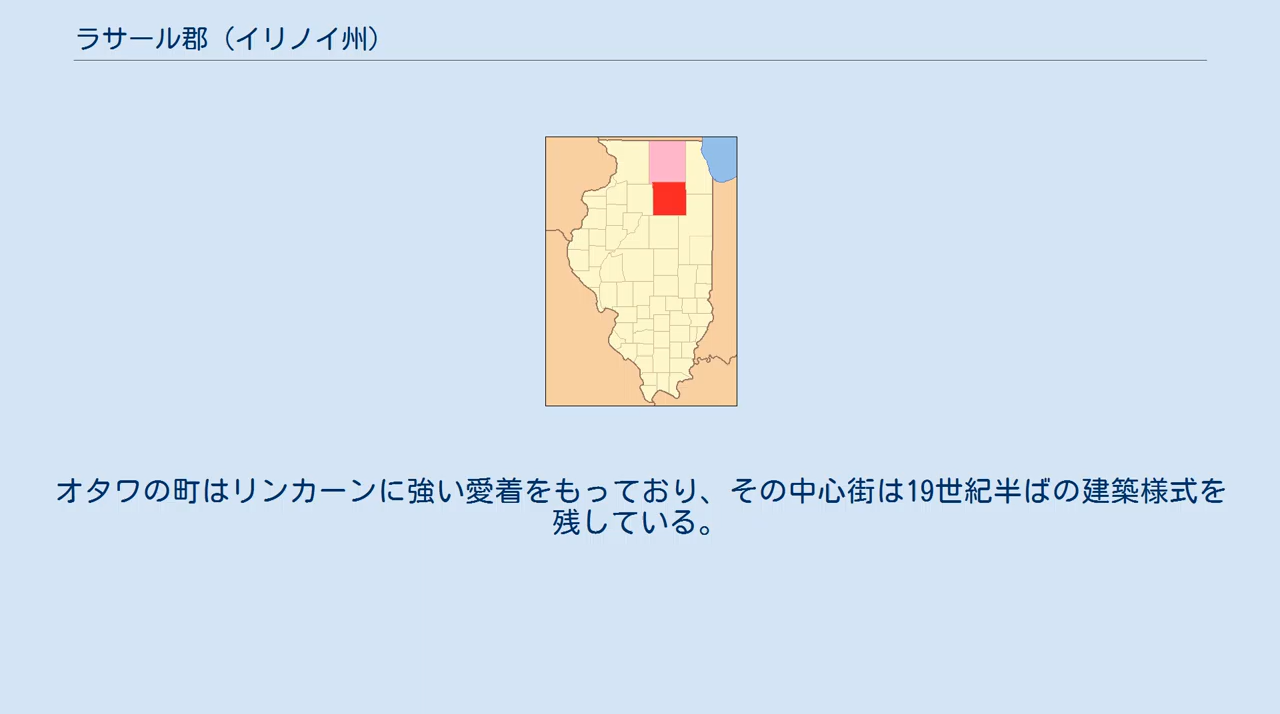 ラサール郡（イリノイ州）
オタワの町はリンカーンに強い愛着をもっており、その中心街は19世紀半ばの建築様式を
残している。